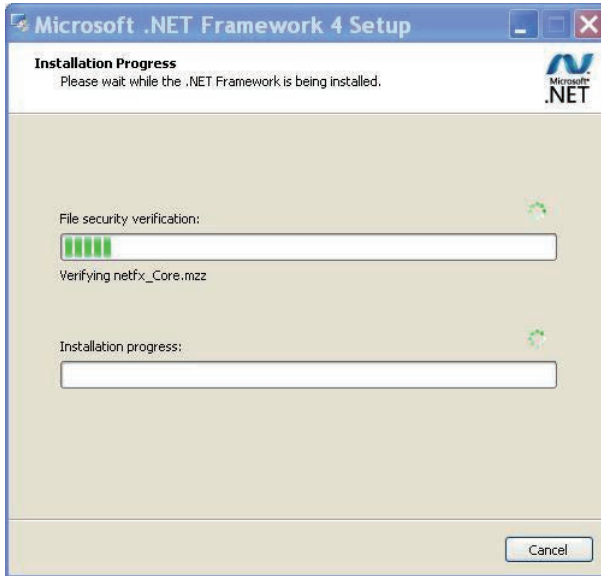 Microsoft .NET Framework 4 Setup
Installation Progress
Please wait while the .NET Framework is being installed.
Microsoft
.NET
File security verification:
Verifying netfx_Core.mzz
Installation progress:
Cancel